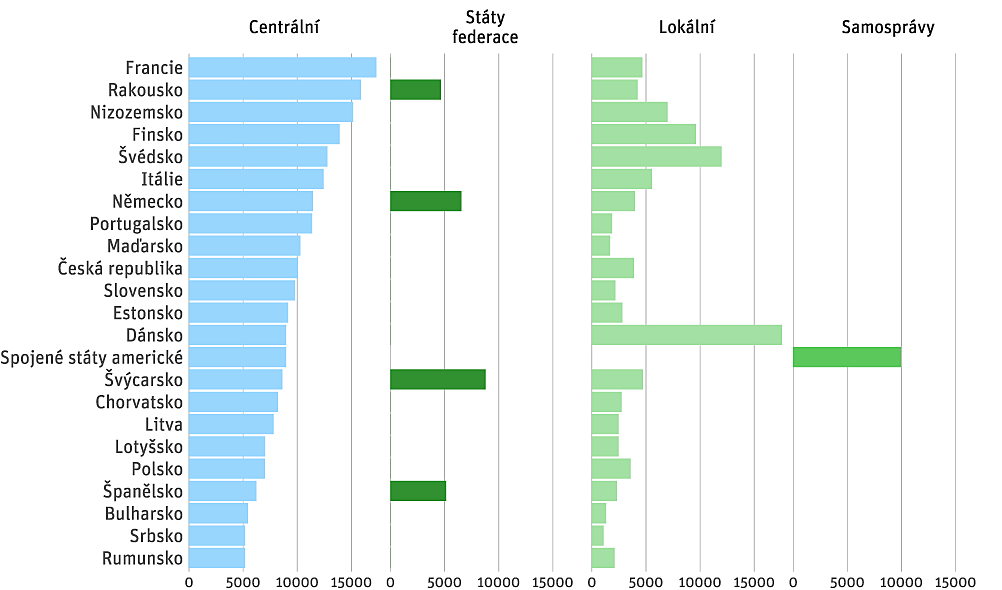 Centrální
Státy
federace
Lokální
Samosprávy
Francie
Rakousko
Nizozemsko
Finsko
Švédsko
Itálie
Německo
Portugalsko
Maďarsko
Česká republika
Slovensko
Estonsko
Dánsko
Spojené státy americké
Švýcarsko
Chorvatsko
Litva
Lotyšsko
Polsko
Španělsko
Bulharsko
Srbsko
Rumunsko
0 5000 10000 15000 0 5000 10000 15000 0 5000 10000 15000 0 5000 10000 15000